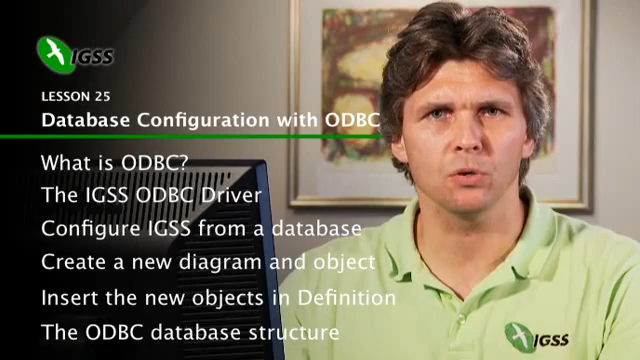 IGSS
LESSON 25
Database Configuration with ODBC
What is ODBC?
The IGSS ODBC Driver
Configure IGSS from a database
Create a new diagram and object
Insert the new objects in Definition
The ODBC database structure
IGSS